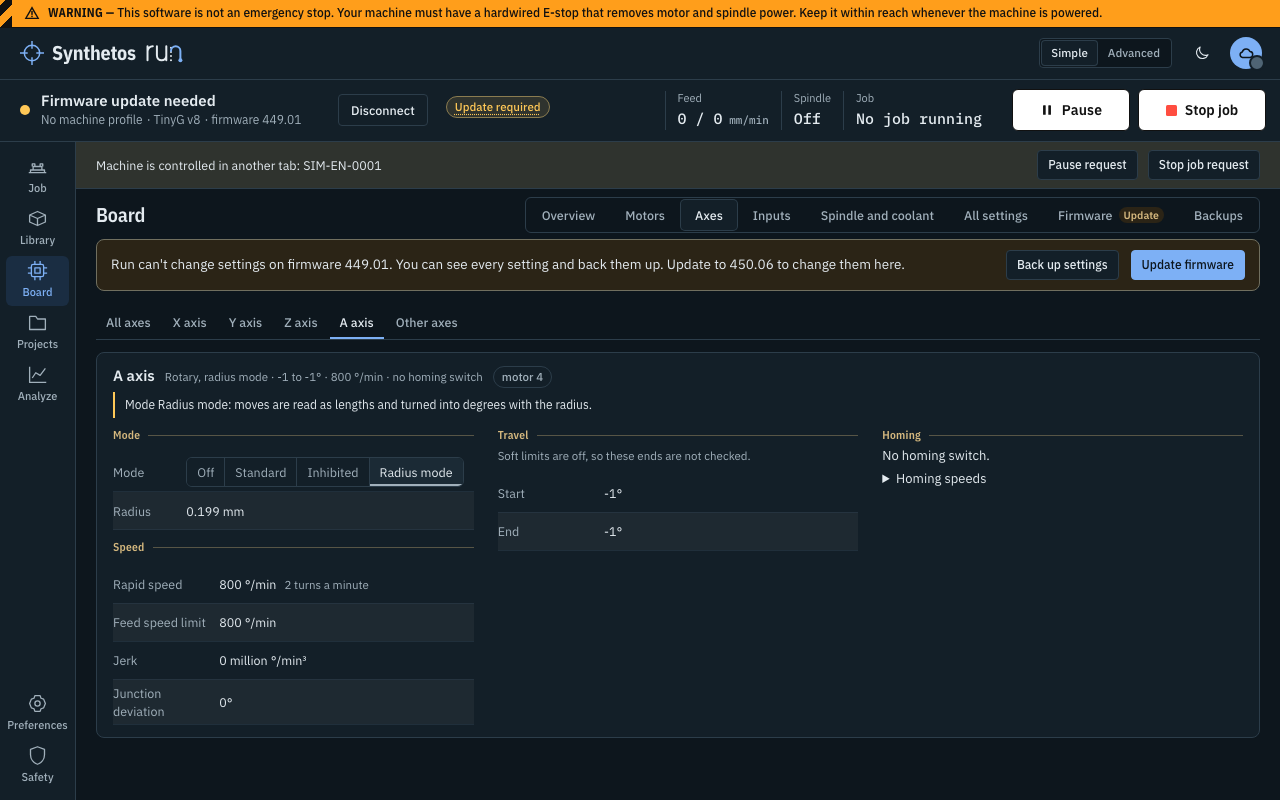 WARNING — This software is not an emergency stop. Your machine must have a hardwired E-stop that removes motor and spindle power. Keep it within reach whenever the machine is powered.
Synthetos run
Simple
Advanced
Firmware update needed
No machine profile · TinyG v8 · firmware 449.01
Disconnect
Update required
Feed
0 / 0 mm/min
Spindle
Off
Job
No job running
Pause
Stop job
Machine is controlled in another tab: SIM-EN-0001
Pause request
Stop job request
Job
Library
Board
Projects
Analyze
Preferences
Safety
Board
Overview
Motors
Axes
Inputs
Spindle and coolant
All settings
Firmware Update
Backups
Run can't change settings on firmware 449.01. You can see every setting and back them up. Update to 450.06 to change them here.
Back up settings
Update firmware
All axes
X axis
Y axis
Z axis
A axis
Other axes
A axis Rotary, radius mode · -1 to -1° · 800 °/min · no homing switch motor 4
Mode Radius mode: moves are read as lengths and turned into degrees with the radius.
Mode
Mode Off Standard Inhibited Radius mode
Radius 0.199 mm
Speed
Rapid speed 800 °/min 2 turns a minute
Feed speed limit 800 °/min
Jerk 0 million °/min³
Junction deviation 0°
Travel
Soft limits are off, so these ends are not checked.
Start -1°
End -1°
Homing
No homing switch.
Homing speeds